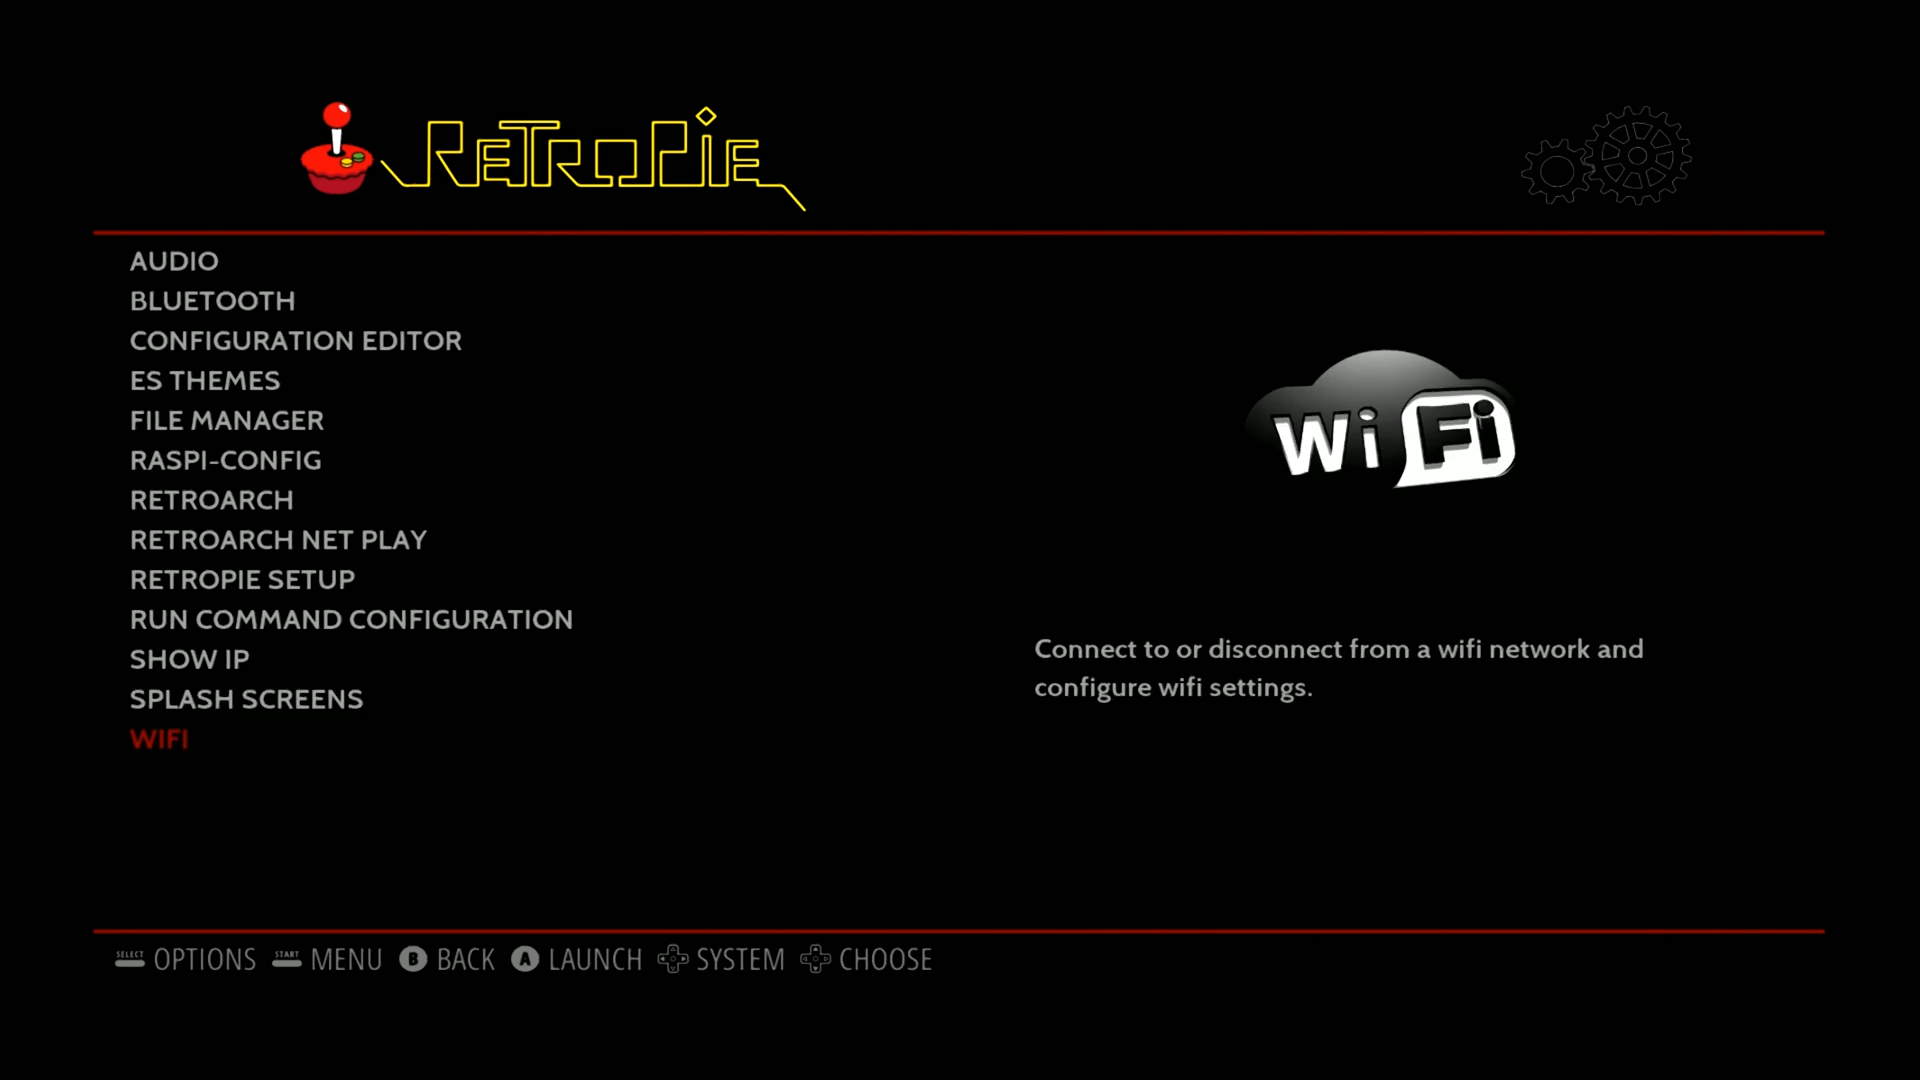 RETROPIE
AUDIO
BLUETOOTH
CONFIGURATION EDITOR
ES THEMES
FILE MANAGER
RASPI-CONFIG
RETROARCH
RETROARCH NET PLAY
RETROPIE SETUP
RUN COMMAND CONFIGURATION
SHOW IP
SPLASH SCREENS
WIFI
Wi Fi
Connect to or disconnect from a wifi network and
configure wifi settings.
SELECT OPTIONS START MENU B BACK A LAUNCH SYSTEM CHOOSE